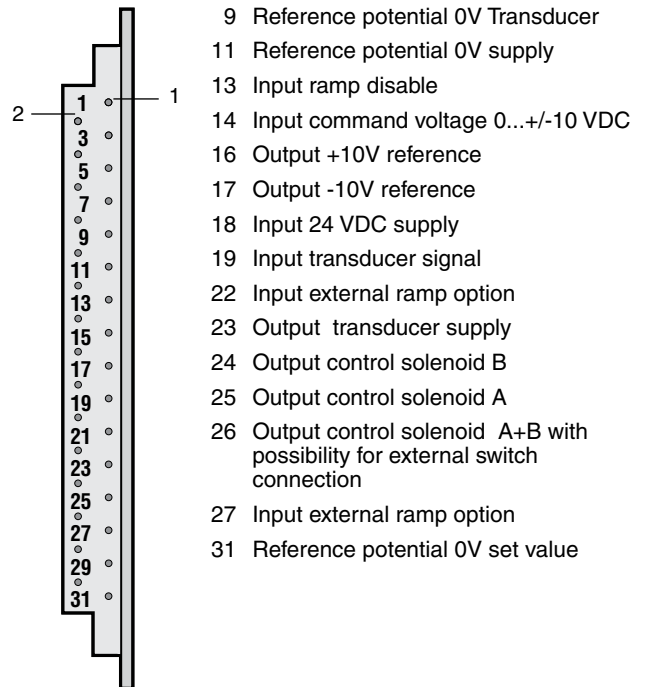 9 Reference potential 0V Transducer
11 Reference potential 0V supply
13 Input ramp disable
14 Input command voltage 0...+/-10 VDC
16 Output +10V reference
17 Output -10V reference
18 Input 24 VDC supply
19 Input transducer signal
22 Input external ramp option
23 Output transducer supply
24 Output control solenoid B
25 Output control solenoid A
26 Output control solenoid A+B with
possibility for external switch
connection
27 Input external ramp option
31 Reference potential 0V set value
1
2
1
3
5
7
9
11
13
15
17
19
21
23
25
27
29
31